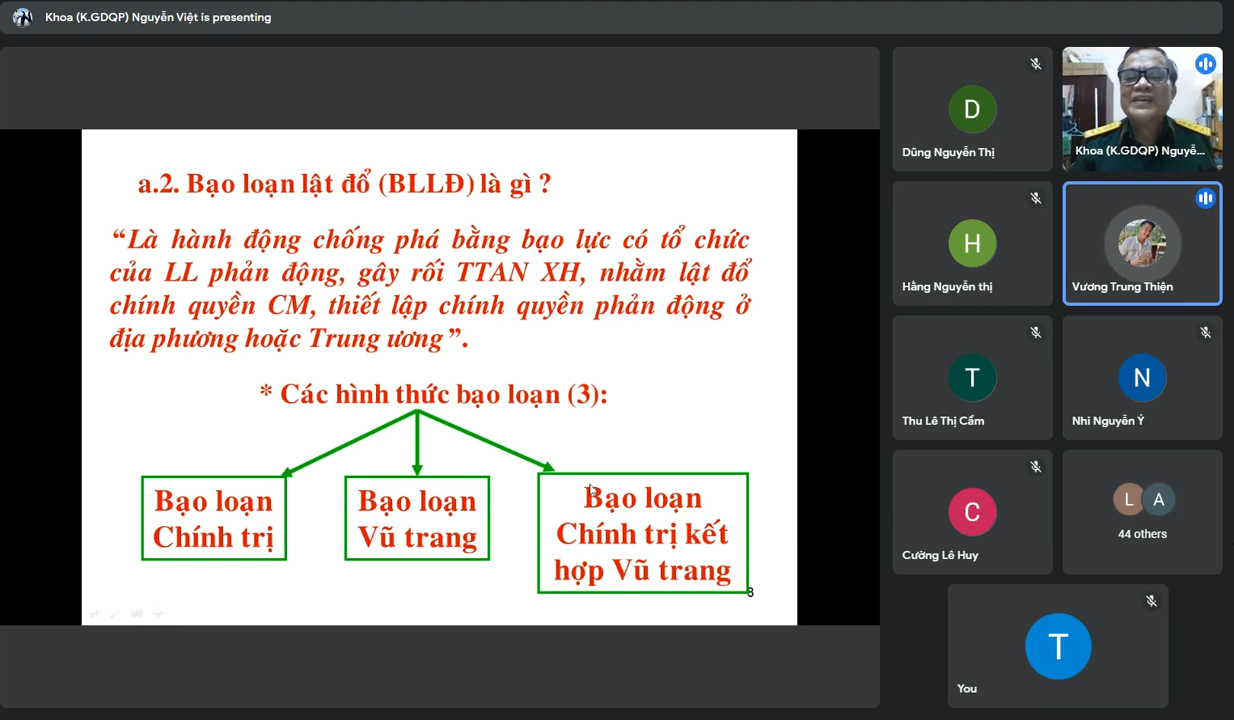 Khoa (K.GDQP) Nguyễn Việt is presenting
a.2. Bạo loạn lật đổ (BLLĐ) là gì ?
“Là hành động chống phá bằng bạo lực có tổ chức
của LL phản động, gây rối TTAN XH, nhằm lật đổ
chính quyền CM, thiết lập chính quyền phản động ở
địa phương hoặc Trung ương ”.
* Các hình thức bạo loạn (3):
Bạo loạn
Chính trị
Bạo loạn
Vũ trang
Bạo loạn
Chính trị kết
hợp Vũ trang
8
D
Dũng Nguyễn Thị
Khoa (K.GDQP) Nguyễ...
H
Hằng Nguyễn thị
Vương Trung Thiện
T
Thu Lê Thị Cẩm
N
Nhi Nguyễn Ý
C
Cường Lê Huy
L A
44 others
T
You